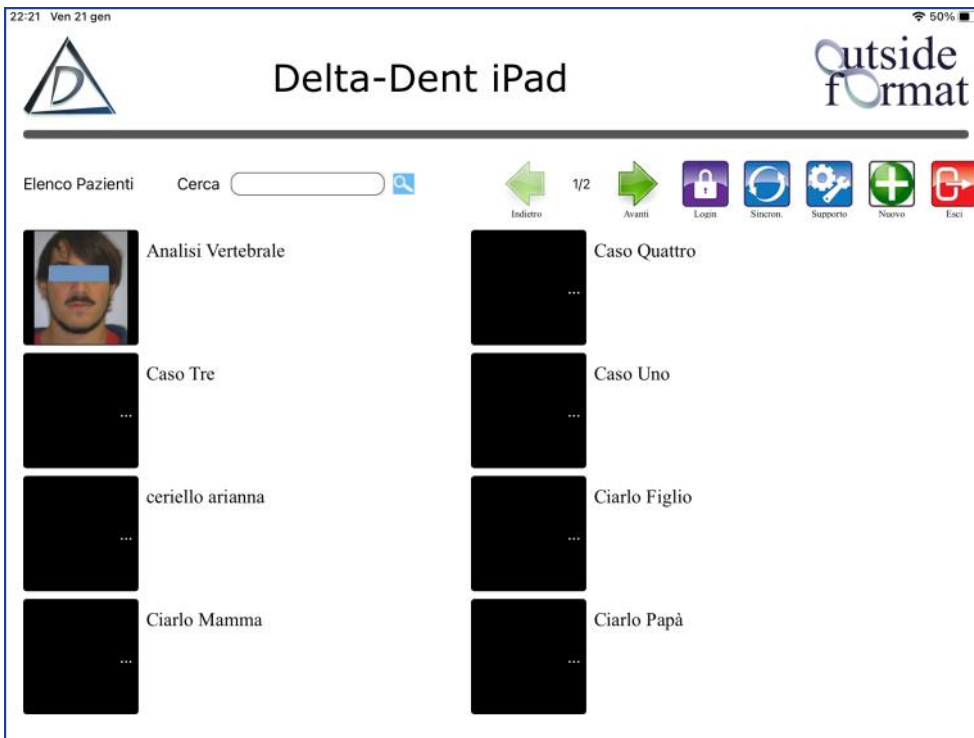 22:21 Ven 21 gen 50%
Delta-Dent iPad
D
outside
format
Elenco Pazienti Cerca 1/2
Indietro Avanti Login Sincron. Supporto Nuovo Esci
Analisi Vertebrale Caso Quattro
...
Caso Tre Caso Uno
... ...
ceriello arianna Ciarlo Figlio
... ...
Ciarlo Mamma Ciarlo Papà
... ...